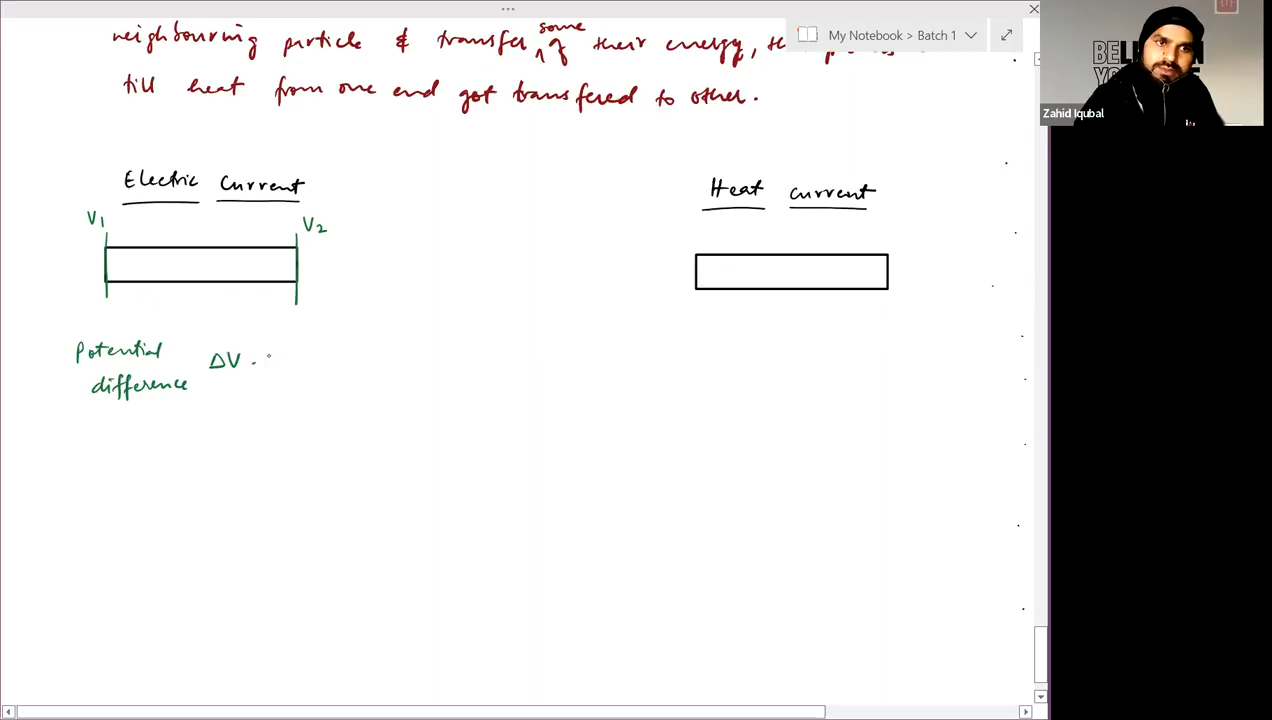 neighbouring particle & transfer some of their energy,
till heat from one end got transfered to other.
My Notebook > Batch 1
Zahid Iqubal
Electric Current
Heat current
V1
V2
Potential
difference
ΔV